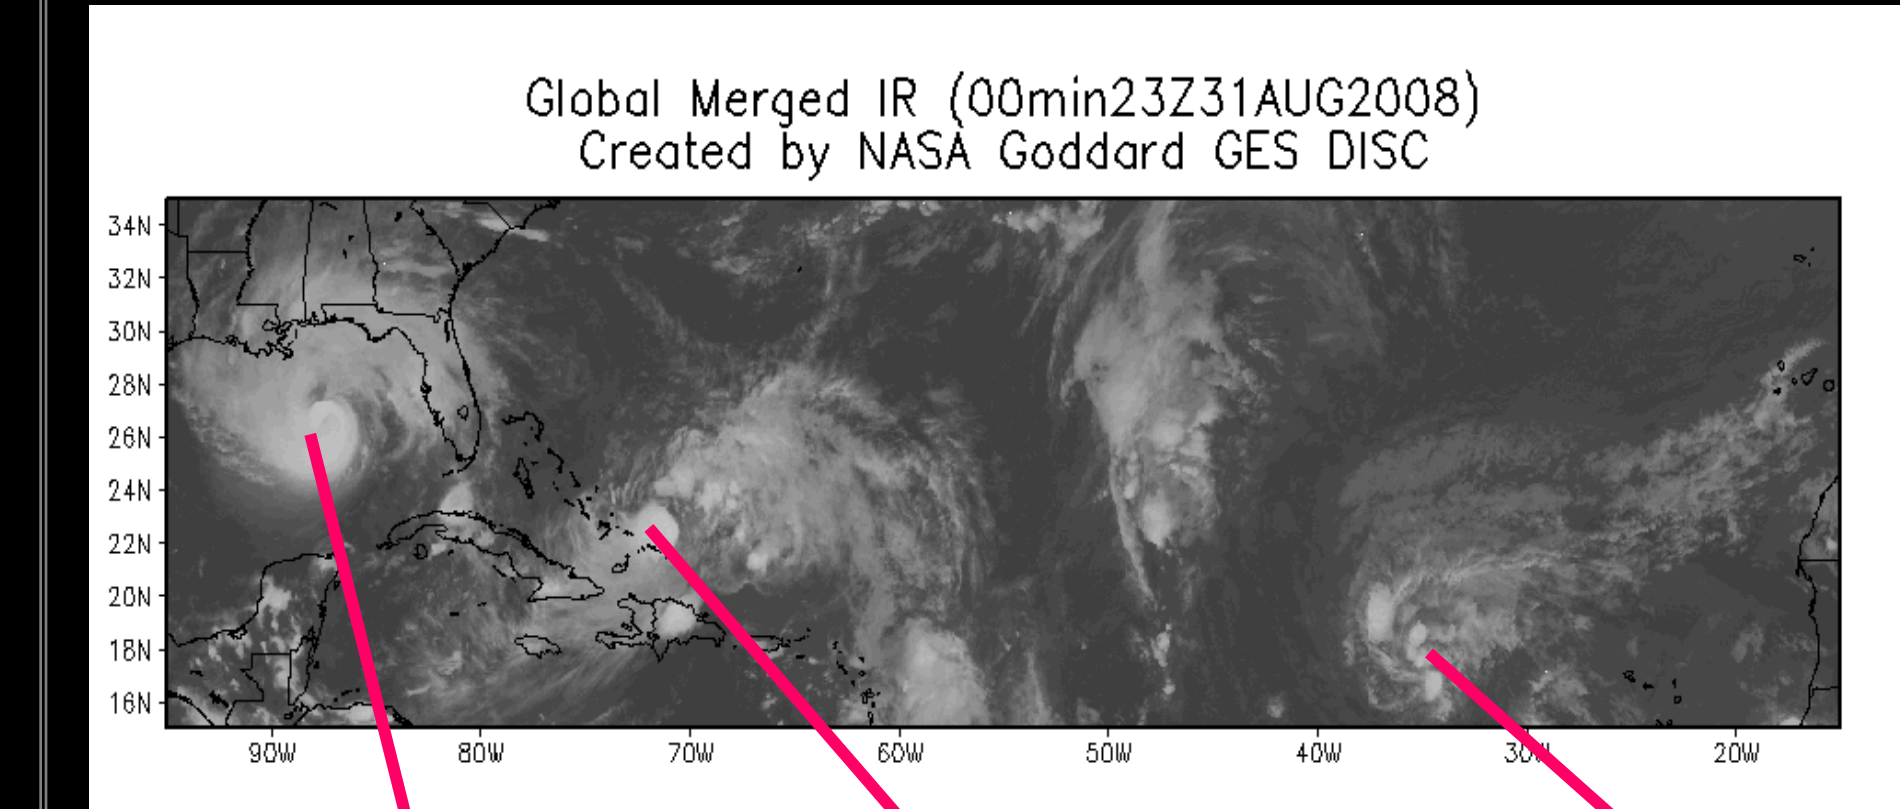 Global Merged IR (00min23Z31AUG2008)
Created by NASA Goddard GES DISC
34N
32N
30N
28N
26N
24N
22N
20N
18N
16N
90W 80W 70W 60W 50W 40W 30W 20W